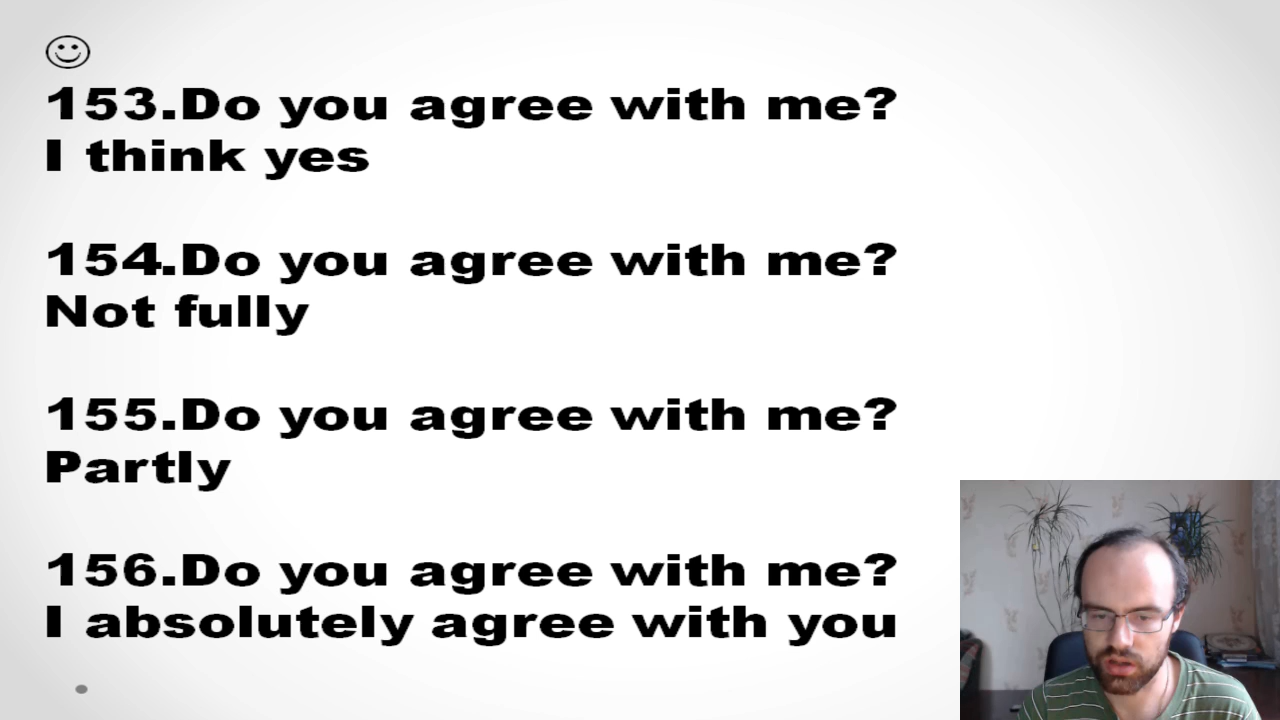 153.Do you agree with me?
I think yes
154.Do you agree with me?
Not fully
155.Do you agree with me?
Partly
156.Do you agree with me?
I absolutely agree with you